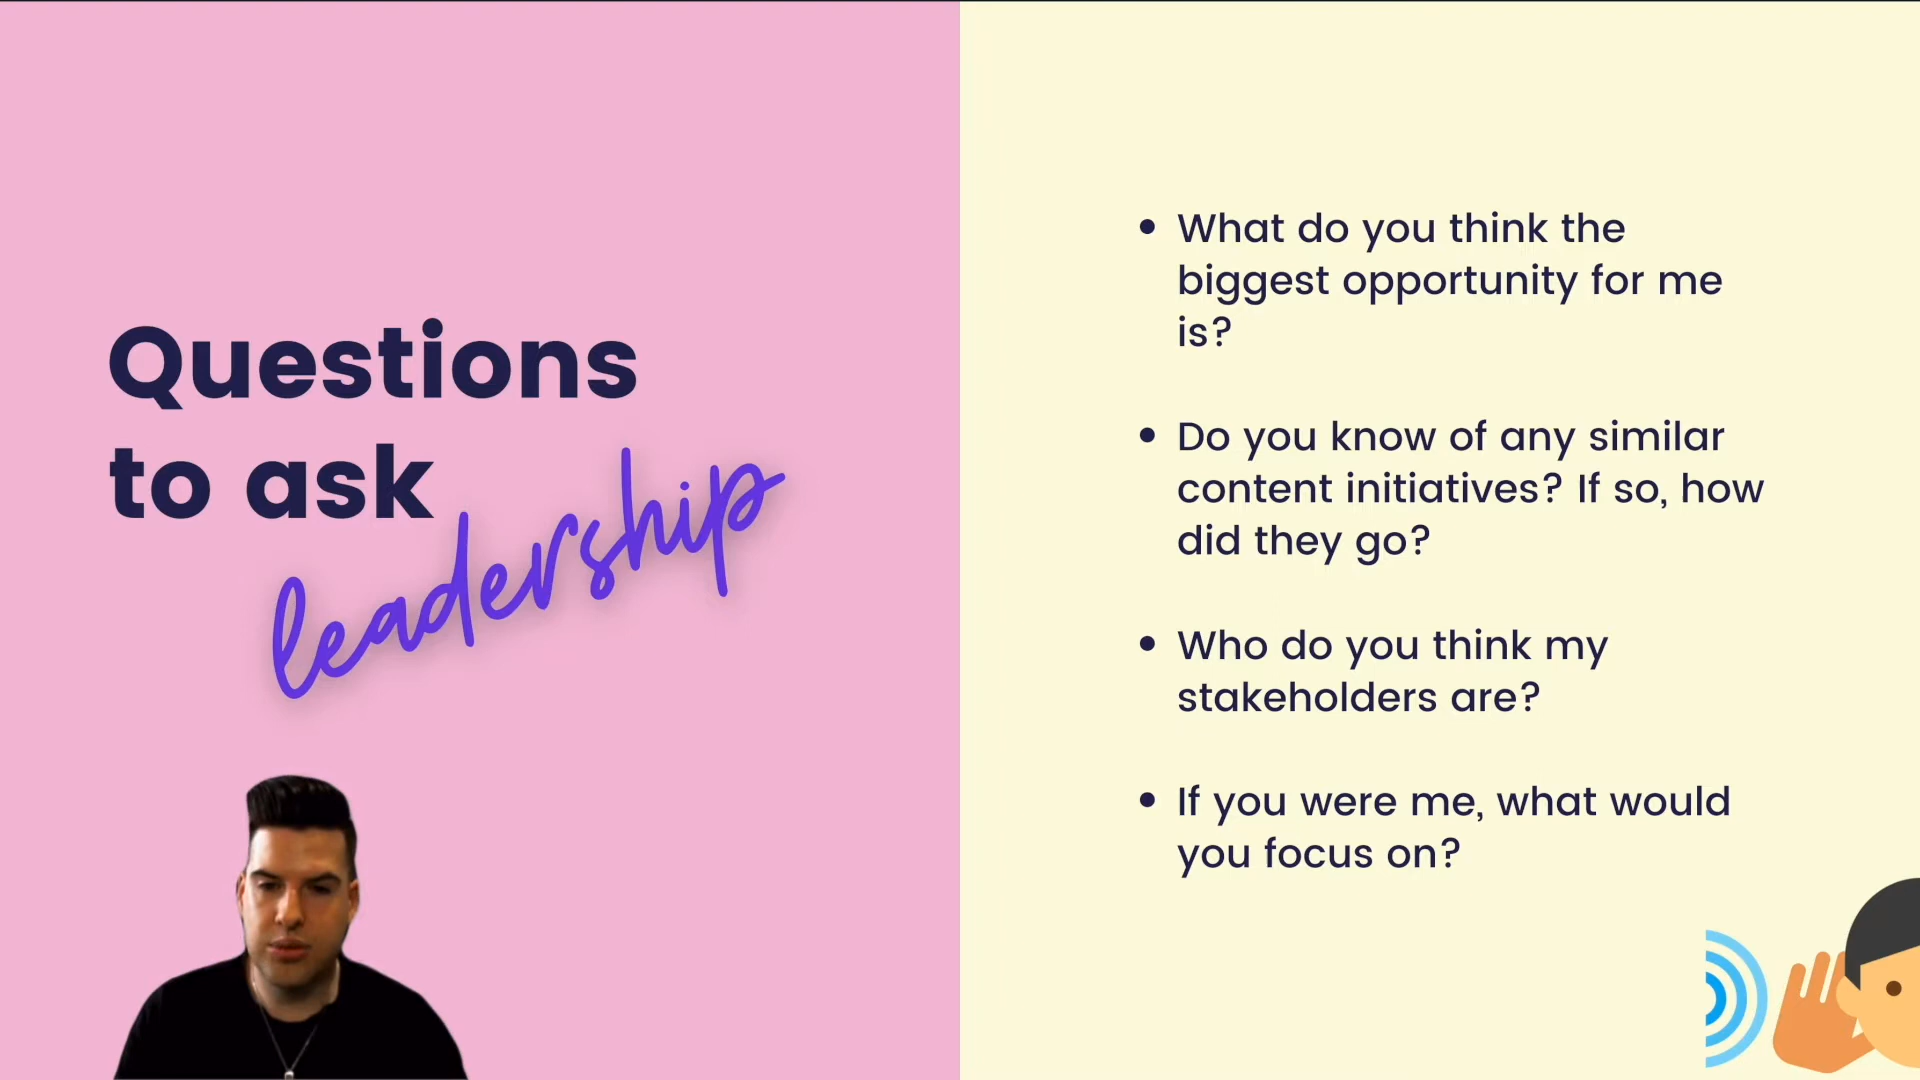 Questions
to ask
leadership
• What do you think the
biggest opportunity for me
is?
• Do you know of any similar
content initiatives? If so, how
did they go?
• Who do you think my
stakeholders are?
• If you were me, what would
you focus on?